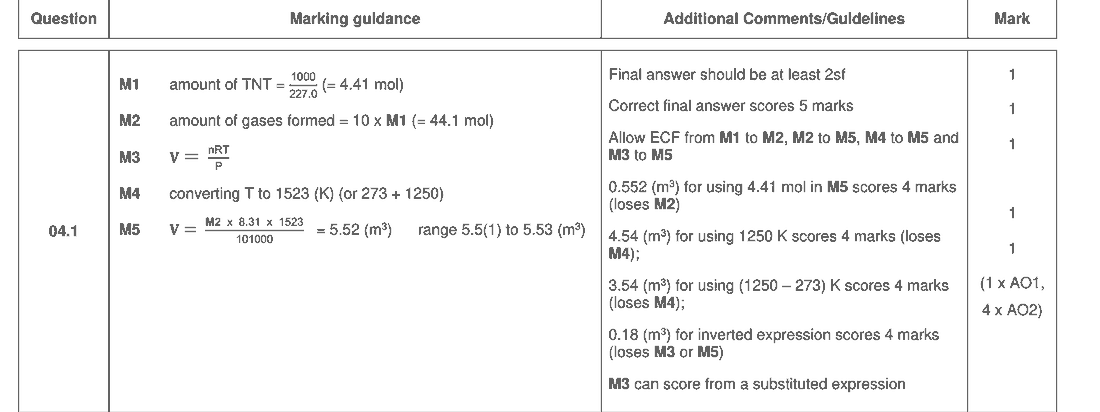 Question Marking guidance Additional Comments/Guidelines Mark
04.1
M1 amount of TNT = 1000/227.0 (= 4.41 mol)
M2 amount of gases formed = 10 x M1 (= 44.1 mol)
M3 V = nRT/P
M4 converting T to 1523 (K) (or 273 + 1250)
M5 V = M2 x 8.31 x 1523/101000 = 5.52 (m³) range 5.5(1) to 5.53 (m³)
Final answer should be at least 2sf
Correct final answer scores 5 marks
Allow ECF from M1 to M2, M2 to M5, M4 to M5 and
M3 to M5
0.552 (m³) for using 4.41 mol in M5 scores 4 marks
(loses M2)
4.54 (m³) for using 1250 K scores 4 marks (loses
M4);
3.54 (m³) for using (1250 – 273) K scores 4 marks
(loses M4);
0.18 (m³) for inverted expression scores 4 marks
(loses M3 or M5)
M3 can score from a substituted expression
1
1
1
1
1
(1 x AO1,
4 x AO2)